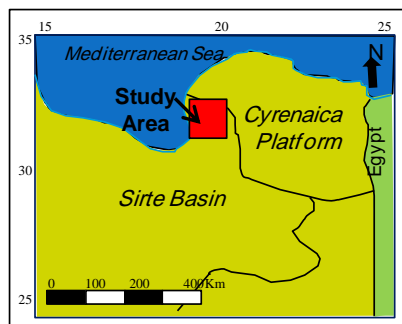 15 20 25
35
Mediterranean Sea
N
Study
Area
Cyrenaica
Platform
Egypt
30
Sirte Basin
0 100 200 400Km
25